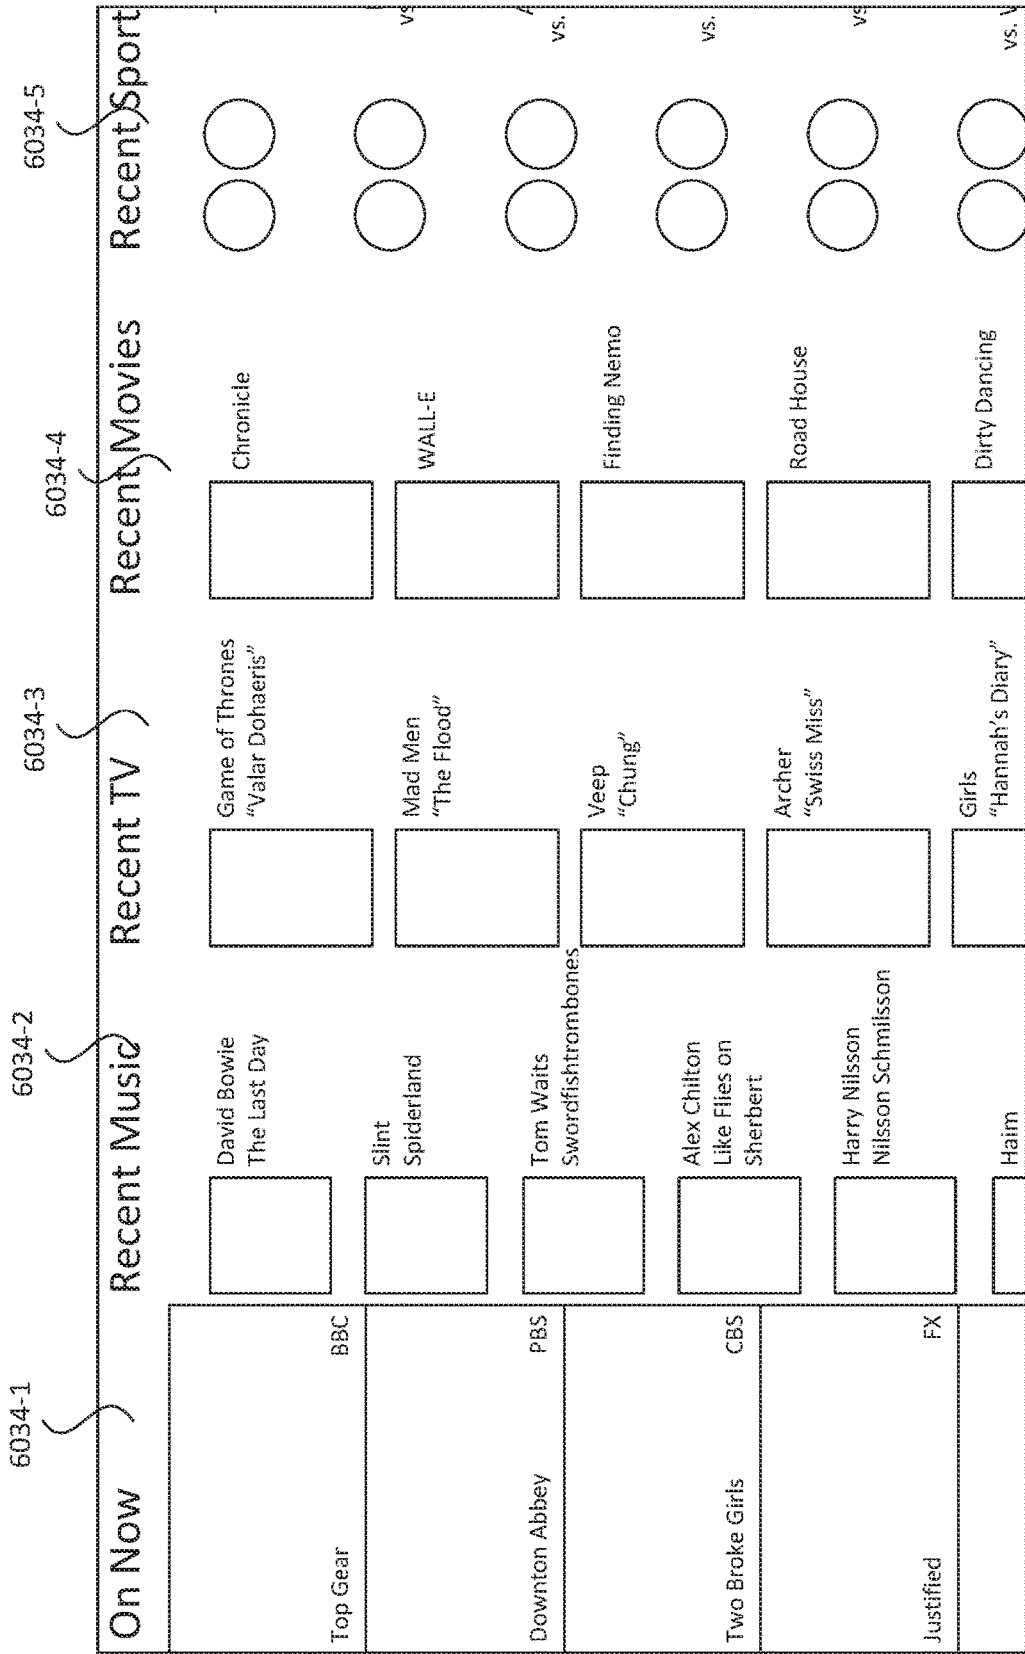 6034-1
6034-2
6034-3
6034-4
6034-5
On Now
Top Gear BBC
Downton Abbey PBS
Two Broke Girls CBS
Justified FX
Recent Music
David Bowie
The Last Day
Slint
Spiderland
Tom Waits
Swordfishtrombones
Alex Chilton
Like Flies on
Sherbert
Harry Nilsson
Nilsson Schmilsson
Haim
Recent TV
Game of Thrones
“Valar Dohaeris”
Mad Men
“The Flood”
Veep
“Chung”
Archer
“Swiss Miss”
Girls
“Hannah's Diary”
Recent Movies
Chronicle
WALL-E
Finding Nemo
Road House
Dirty Dancing
Recent Sport
vs
vs.
vs.
vs
vs.